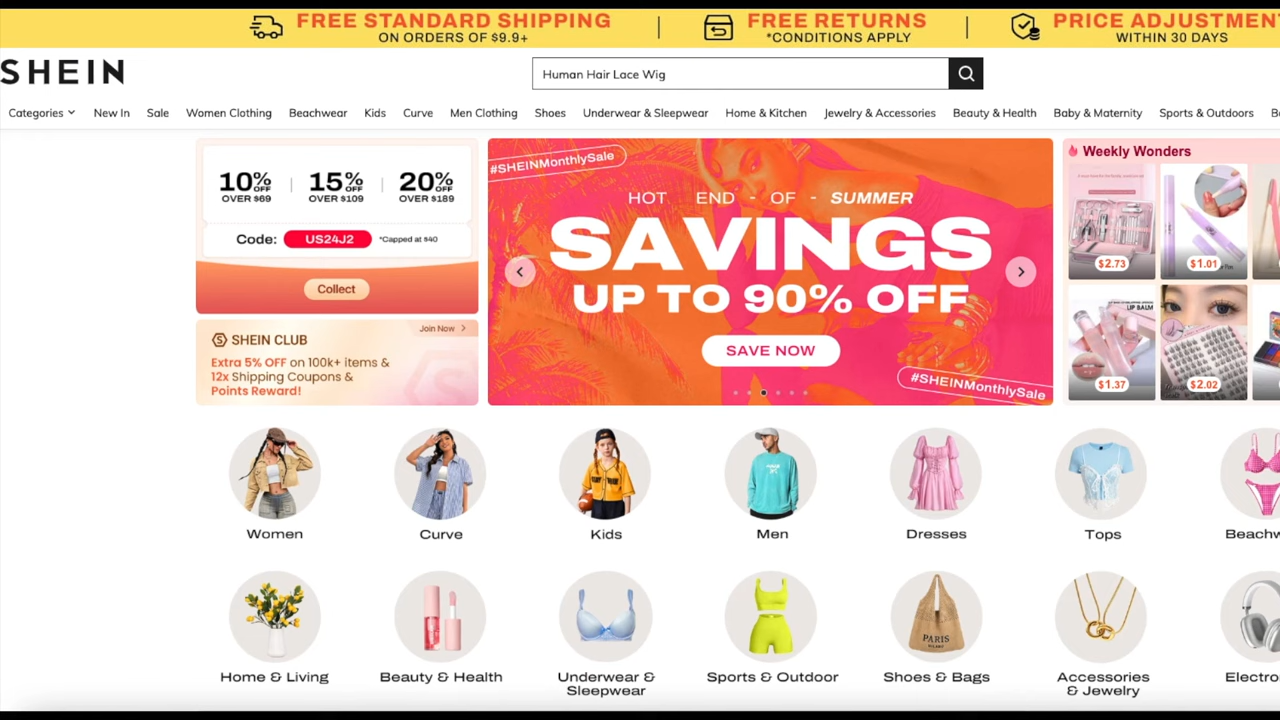 FREE STANDARD SHIPPING
ON ORDERS OF $9.9+
FREE RETURNS
*CONDITIONS APPLY
PRICE ADJUSTMEN
WITHIN 30 DAYS
SHEIN
Human Hair Lace Wig
Categories New In Sale Women Clothing Beachwear Kids Curve Men Clothing Shoes Underwear & Sleepwear Home & Kitchen Jewelry & Accessories Beauty & Health Baby & Maternity Sports & Outdoors
10% OFF
OVER $69
15% OFF
OVER $109
20% OFF
OVER $189
Code: US24J2 *Capped at $40
Collect
Join Now
SHEIN CLUB
Extra 5% OFF on 100k+ items &
12x Shipping Coupons &
Points Reward!
#SHEINMonthlySale
HOT END - OF - SUMMER
SAVINGS
UP TO 90% OFF
SAVE NOW
#SHEINMonthlySale
Weekly Wonders
$2.73
$1.01
LIP BALM
$1.37
$2.02
Women Curve Kids Men Dresses Tops Beachw
PARIS
Home & Living Beauty & Health Underwear & Sleepwear Sports & Outdoor Shoes & Bags Accessories & Jewelry Electro